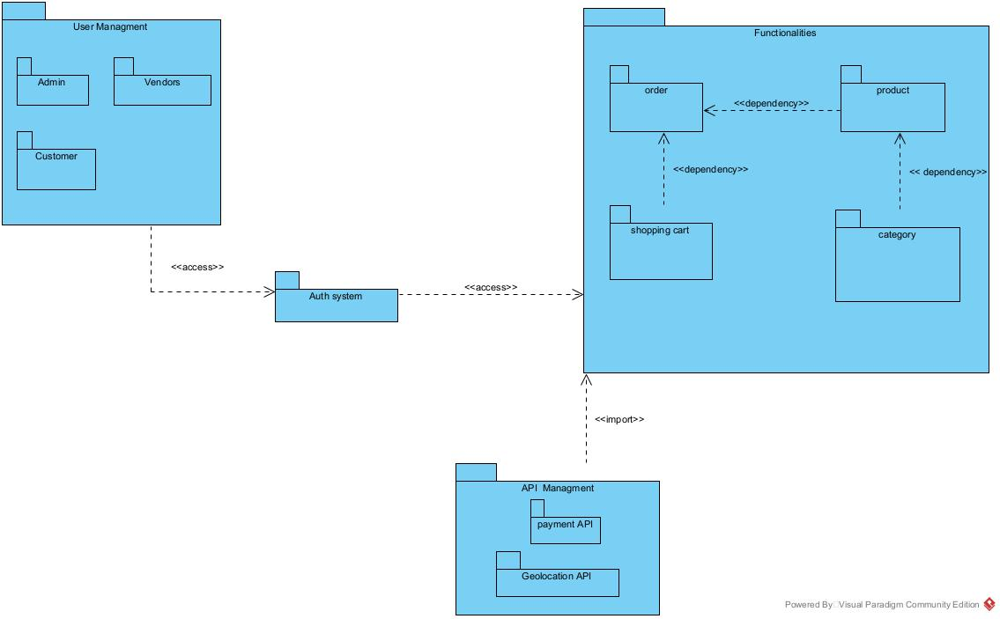 User Managment
Admin
Vendors
Customer
<<access>>
Auth system
<<access>>
Functionalities
order
<<dependency>>
product
<<dependency>>
<< dependency>>
shopping cart
category
<<import>>
API  Managment
payment API
Geolocation API
Powered By Visual Paradigm Community Edition